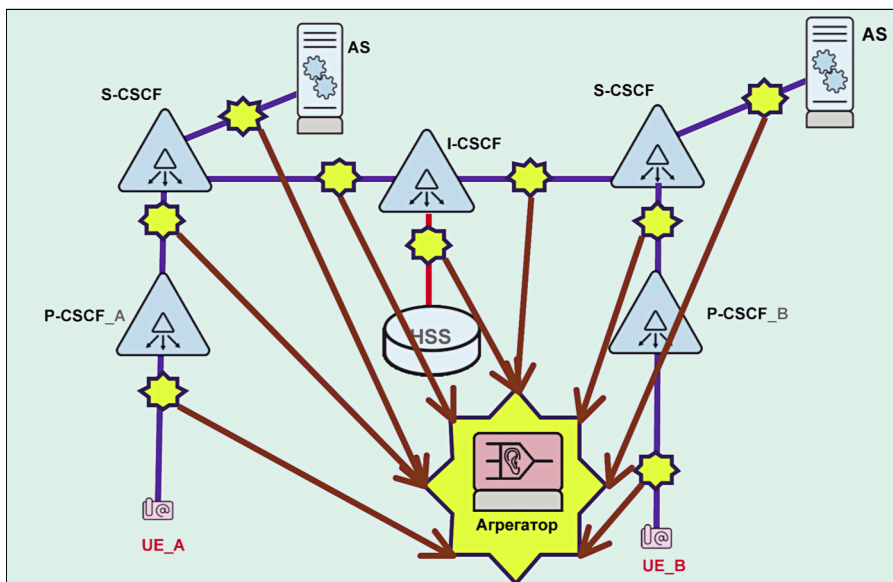 AS
AS
S-CSCF
S-CSCF
I-CSCF
P-CSCF_A
P-CSCF_B
HSS
Агрегатор
@
@
UE_A
UE_B